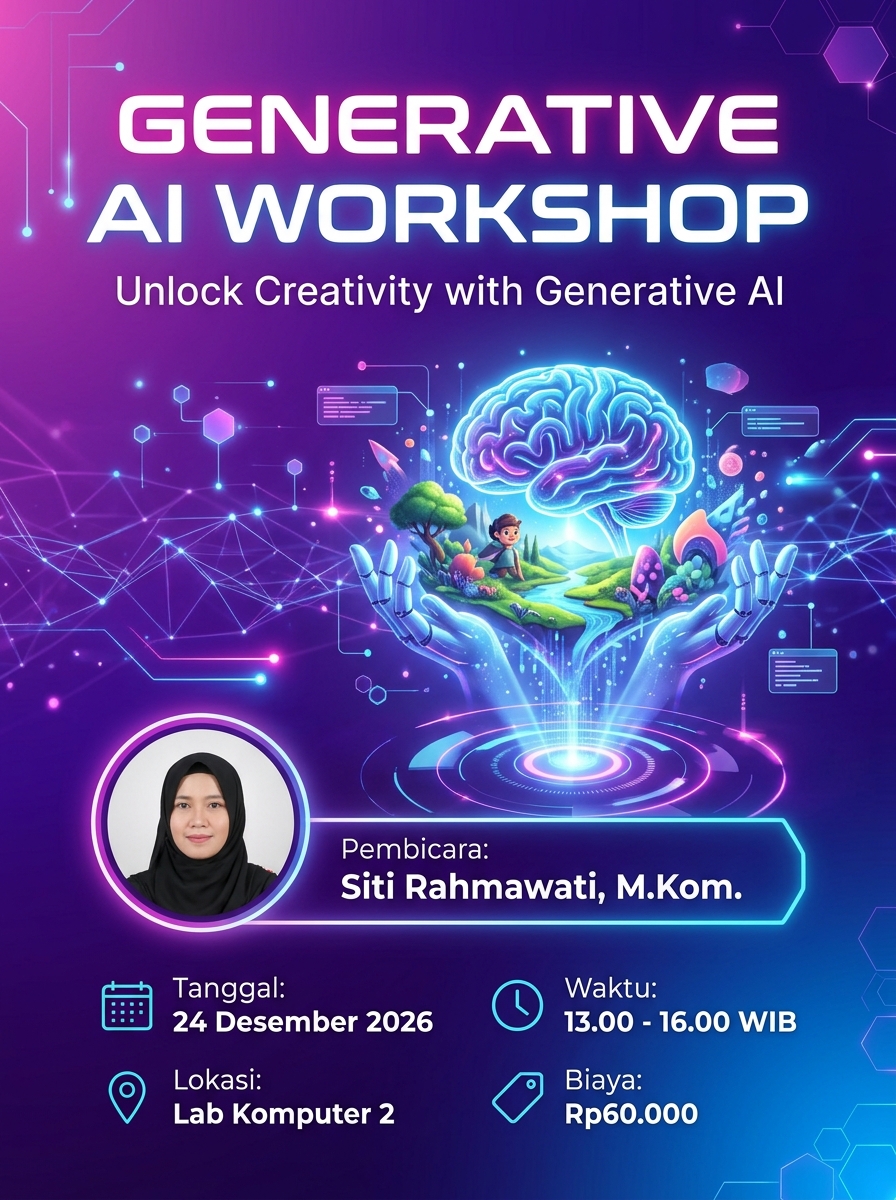 GENERATIVE
AI WORKSHOP
Unlock Creativity with Generative AI
Pembicara:
Siti Rahmawati, M.Kom.
Tanggal:
24 Desember 2026
Waktu:
13.00 - 16.00 WIB
Lokasi:
Lab Komputer 2
Biaya:
Rp60.000